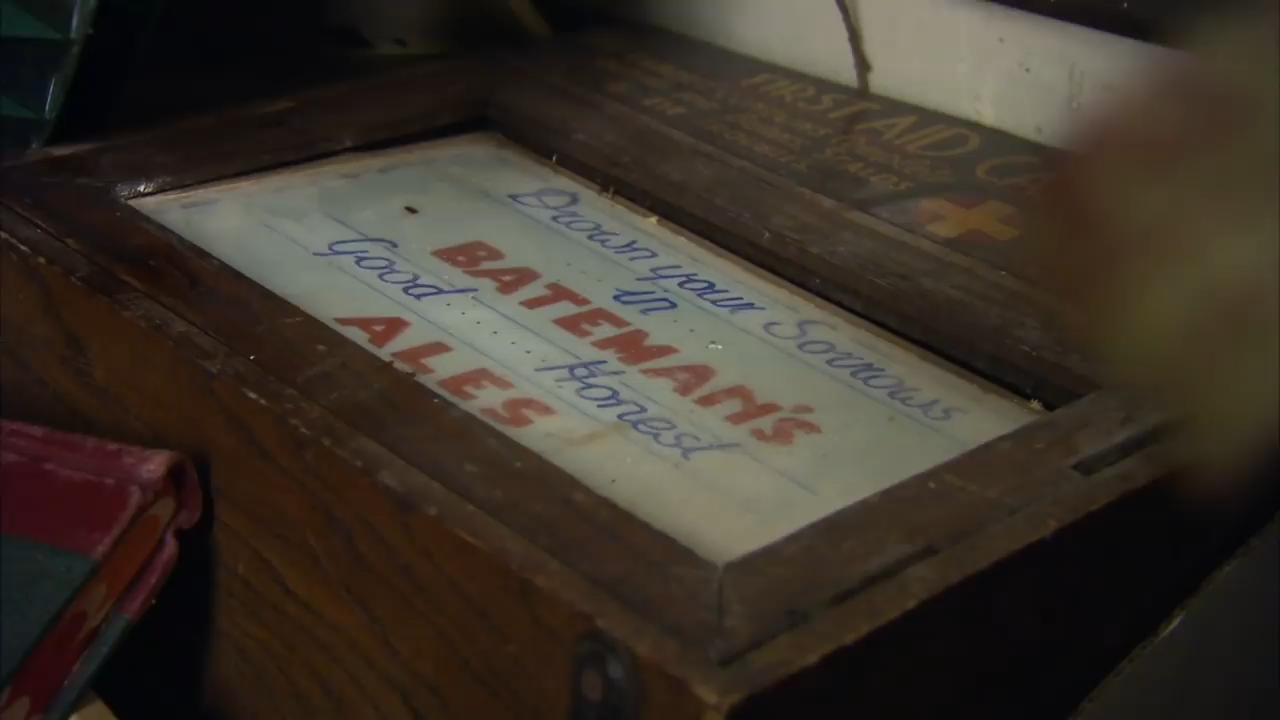 Drown your Sorrows
in
BATEMAN'S
Good Honest
ALES
FIRST AID